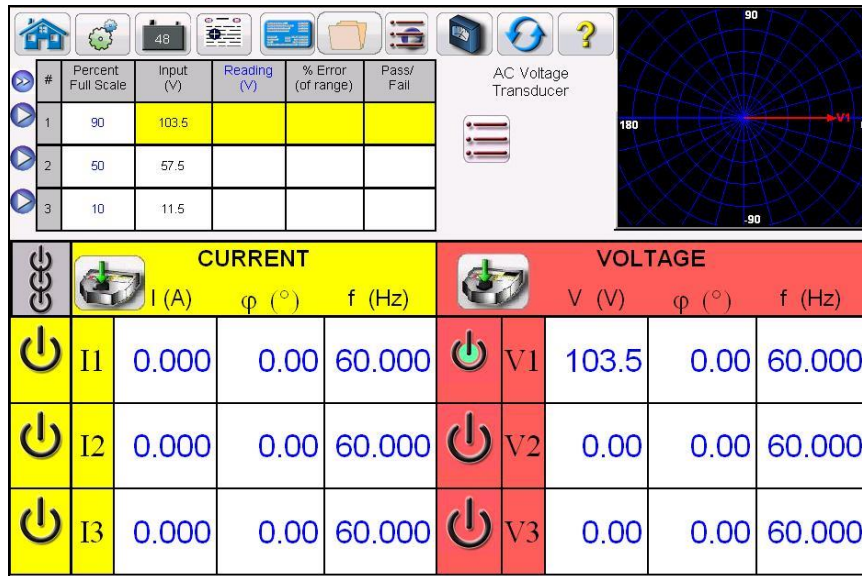 48
?
# Percent Full Scale Input (V) Reading (V) % Error (of range) Pass/ Fail
1 90 103.5
2 50 57.5
3 10 11.5
AC Voltage
Transducer
90
180 V1
-90
CURRENT
I (A) φ (°) f (Hz)
VOLTAGE
V (V) φ (°) f (Hz)
I1 0.000 0.00 60.000 V1 103.5 0.00 60.000
I2 0.000 0.00 60.000 V2 0.00 0.00 60.000
I3 0.000 0.00 60.000 V3 0.00 0.00 60.000